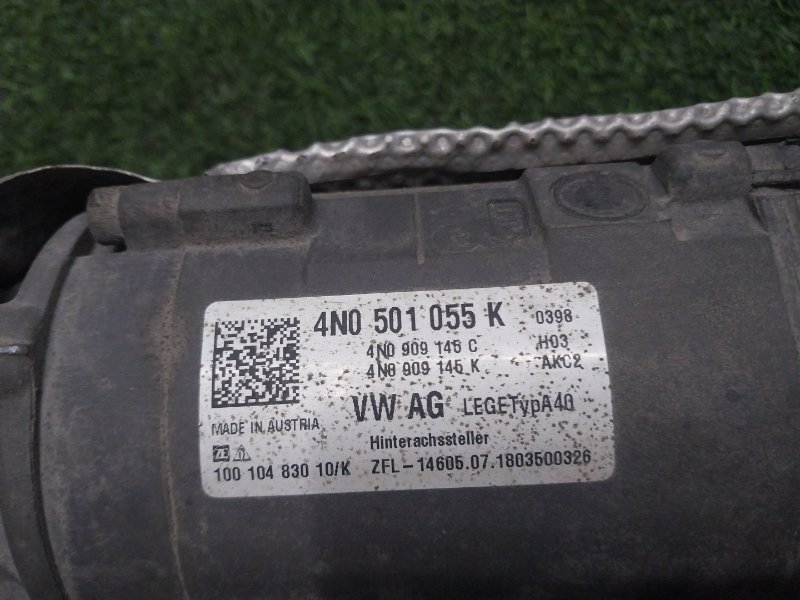 4N0 501 055 K 0398
4N0 909 145 C H03
4N0 909 145 K AKC2
VW AG LEGETypA40
MADE IN AUSTRIA
Hinterachssteller
100 104 830 10/K ZFL-14605.07.1803500326